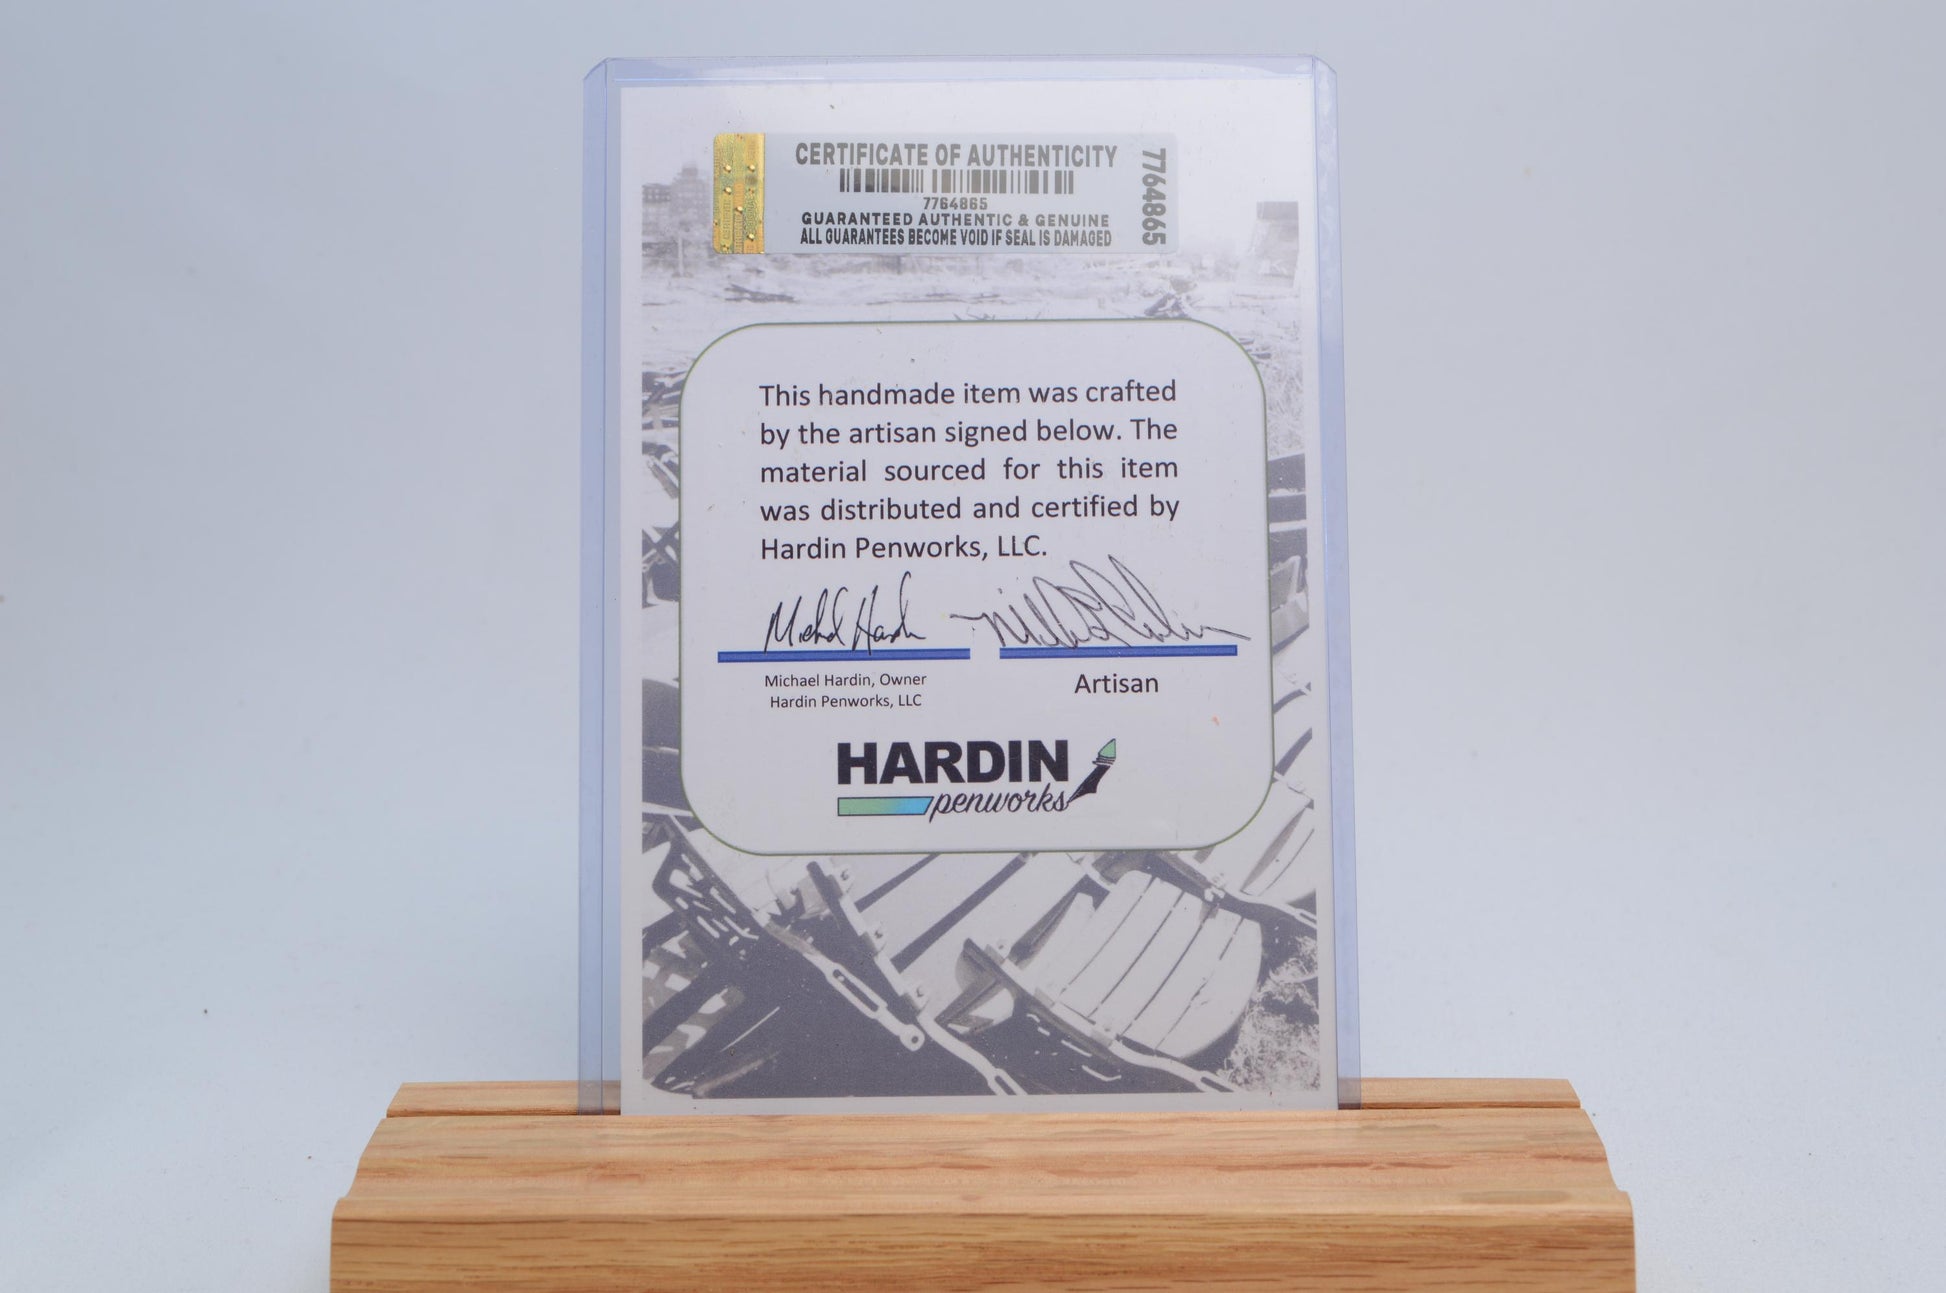 CERTIFICATE OF AUTHENTICITY
7764865
7764865
GUARANTEED AUTHENTIC & GENUINE
ALL GUARANTEES BECOME VOID IF SEAL IS DAMAGED
This handmade item was crafted
by the artisan signed below. The
material sourced for this item
was distributed and certified by
Hardin Penworks, LLC.
Michael Hardin
Michael Hardin, Owner
Hardin Penworks, LLC
Artisan
HARDIN
penworks